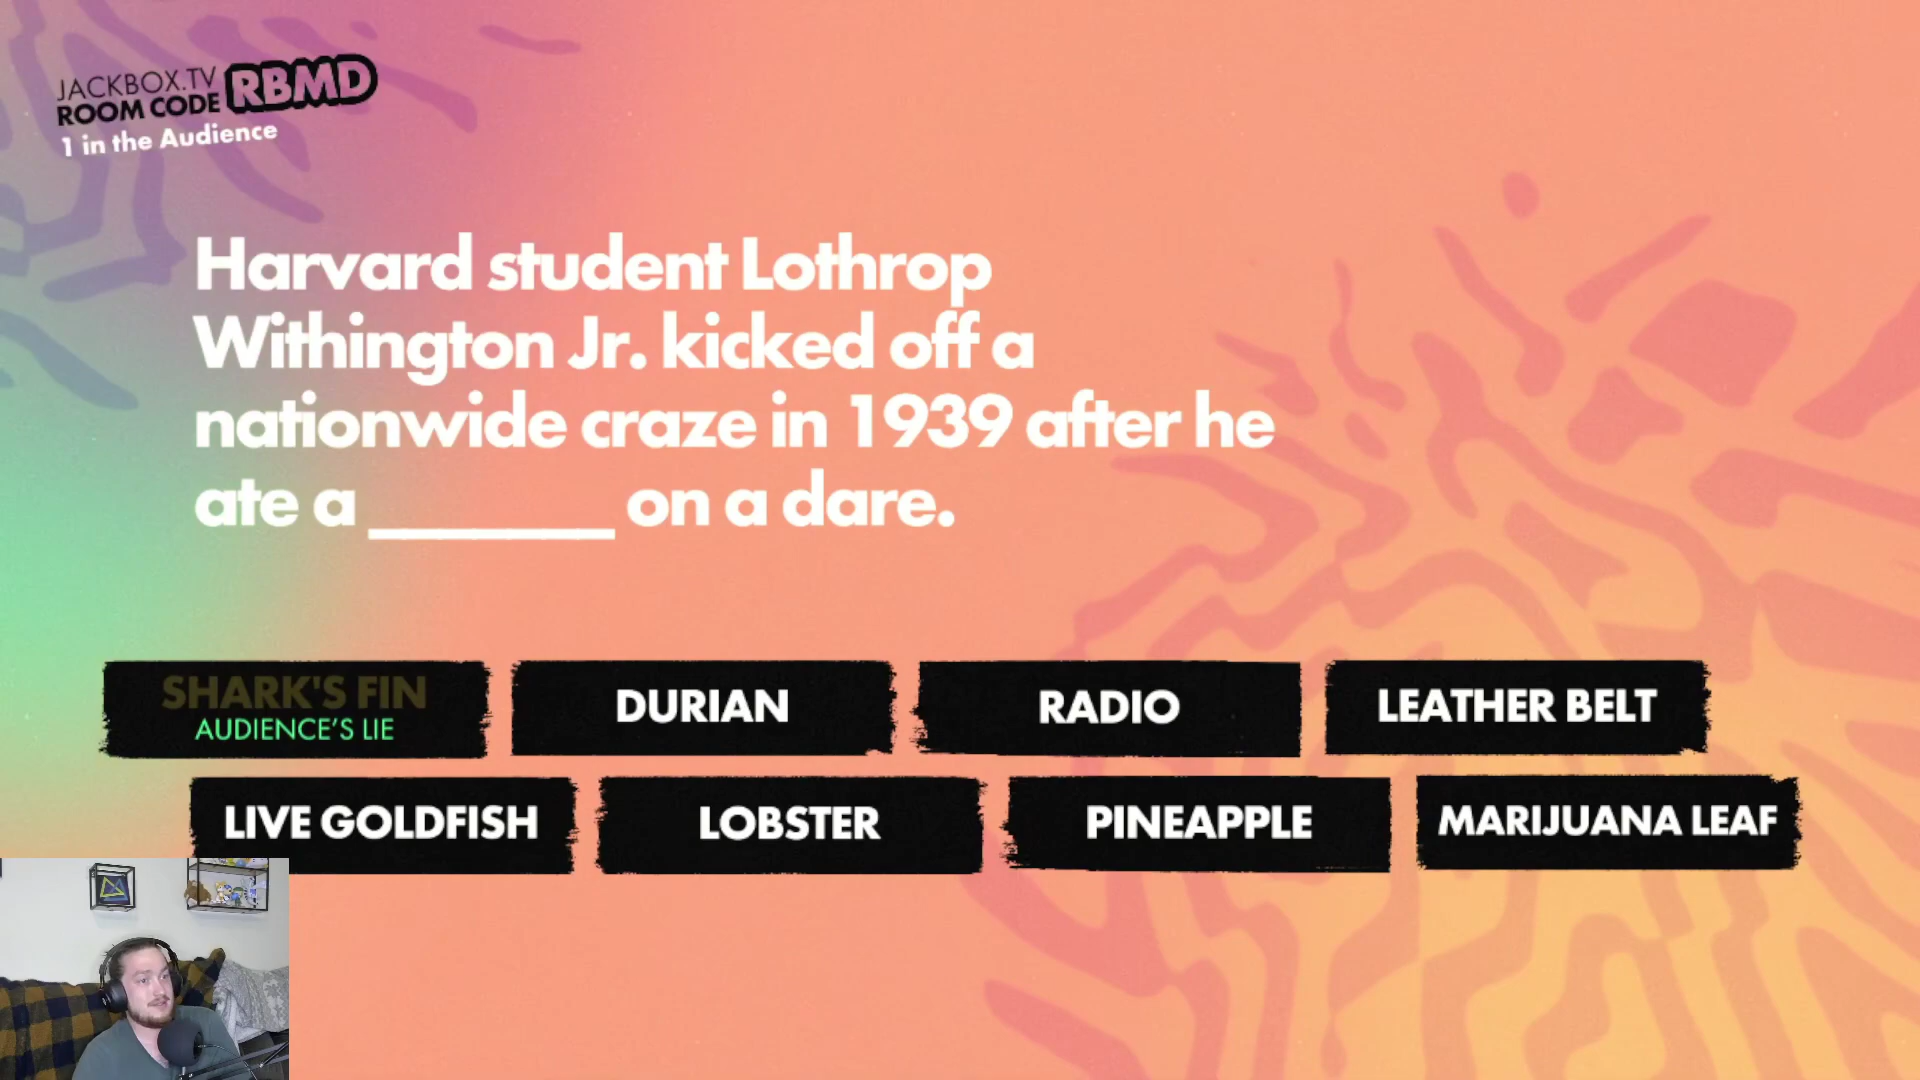 JACKBOX.TV
ROOM CODE RBMD
1 in the Audience
Harvard student Lothrop
Withington Jr. kicked off a
nationwide craze in 1939 after he
ate a ______ on a dare.
SHARK'S FIN
AUDIENCE'S LIE
DURIAN
RADIO
LEATHER BELT
LIVE GOLDFISH
LOBSTER
PINEAPPLE
MARIJUANA LEAF